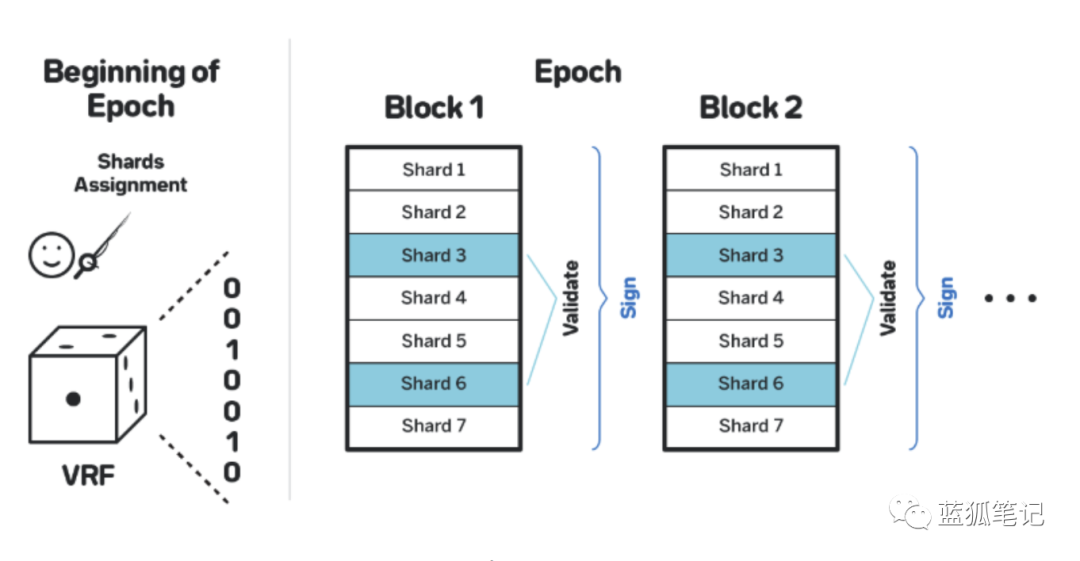 Beginning of
Epoch
Shards
Assignment
0
0
1
0
0
1
0
VRF
Epoch
Block 1
Shard 1
Shard 2
Shard 3
Shard 4
Shard 5
Shard 6
Shard 7
Validate
Sign
Block 2
Shard 1
Shard 2
Shard 3
Shard 4
Shard 5
Shard 6
Shard 7
Validate
Sign
• • •
蓝狐笔记